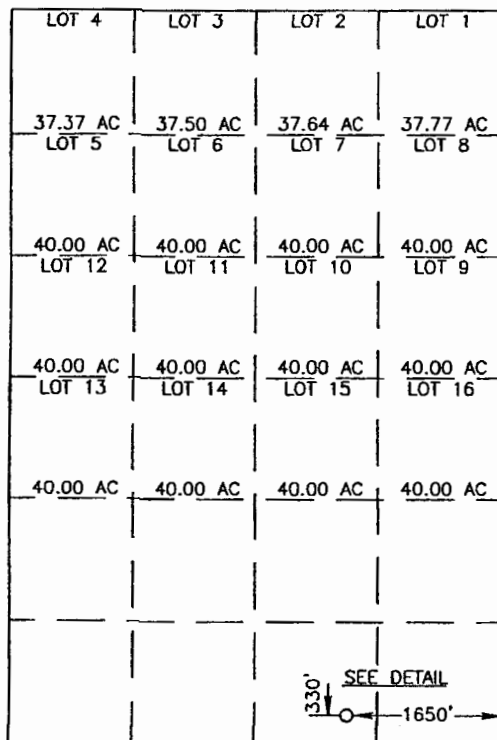 LOT 4 LOT 3 LOT 2 LOT 1
37.37 AC 37.50 AC 37.64 AC 37.77 AC
LOT 5 LOT 6 LOT 7 LOT 8
40.00 AC 40.00 AC 40.00 AC 40.00 AC
LOT 12 LOT 11 LOT 10 LOT 9
40.00 AC 40.00 AC 40.00 AC 40.00 AC
LOT 13 LOT 14 LOT 15 LOT 16
40.00 AC 40.00 AC 40.00 AC 40.00 AC
SEE DETAIL
330'
1650'